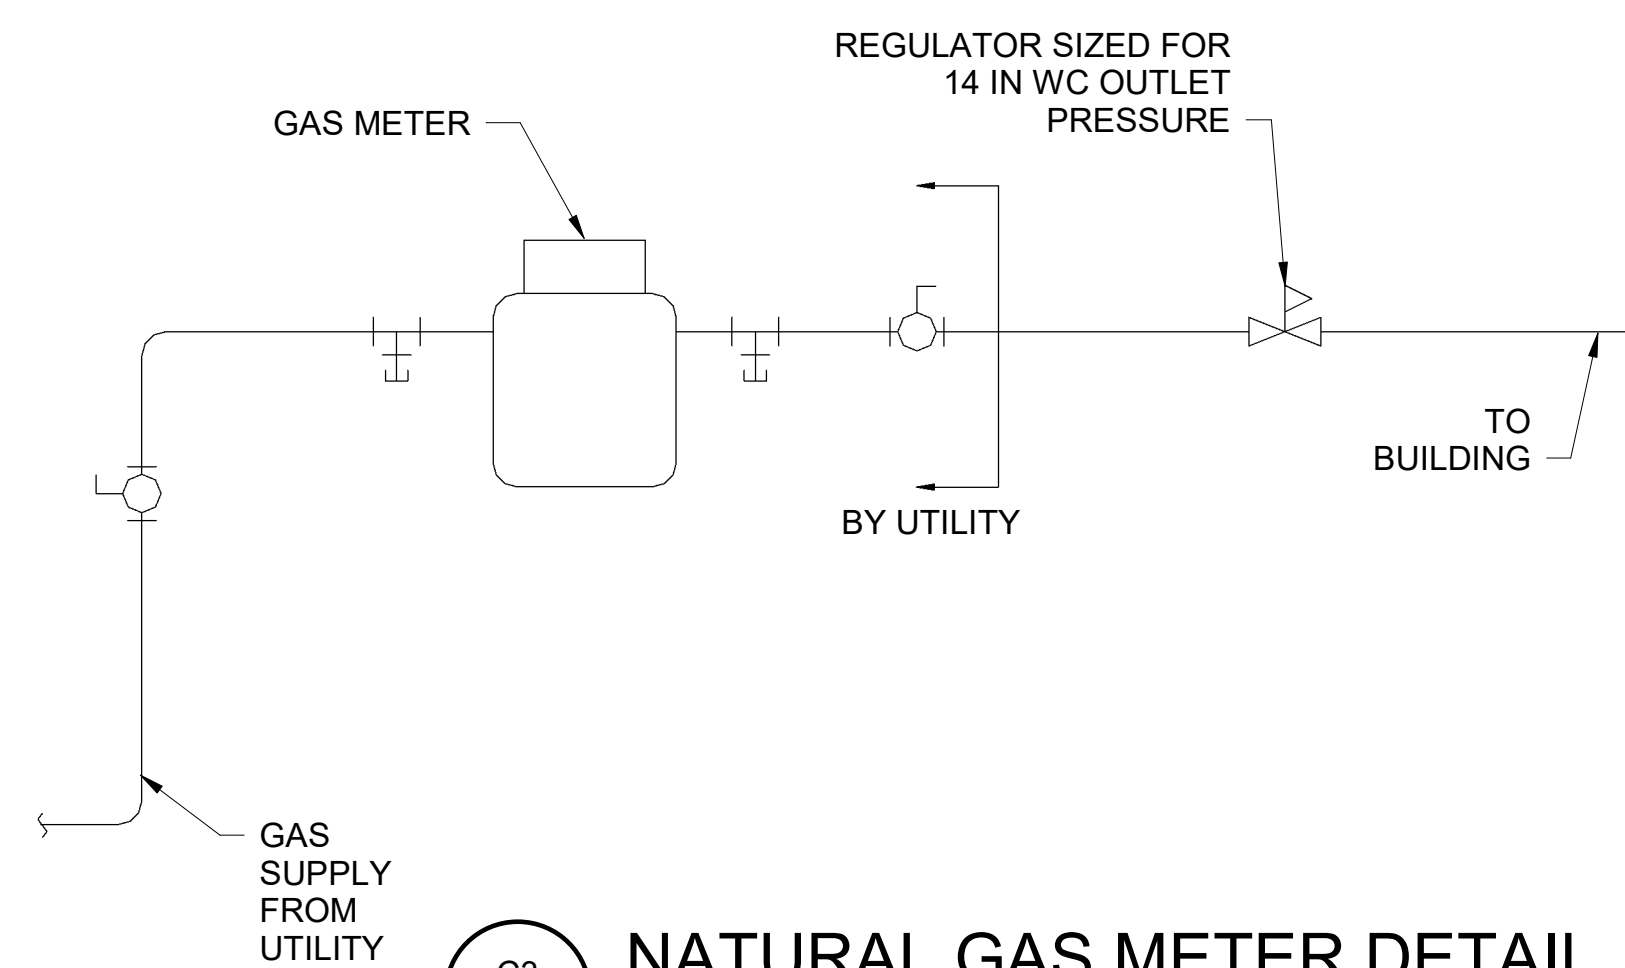 REGULATOR SIZED FOR
14 IN WC OUTLET
PRESSURE
GAS METER
TO
BUILDING
BY UTILITY
GAS
SUPPLY
FROM
UTILITY
NATURAL GAS METER DETAIL